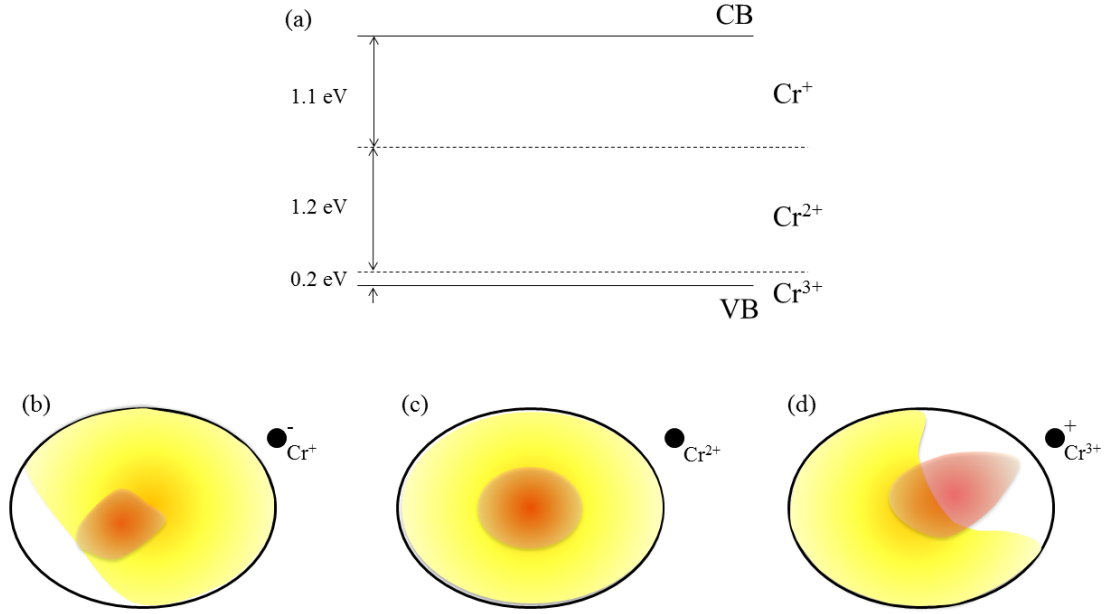 (a)
CB
1.1 eV
Cr⁺
1.2 eV
Cr²⁺
0.2 eV
Cr³⁺
VB
(b)
-
Cr⁺
(c)
Cr²⁺
(d)
+
Cr³⁺